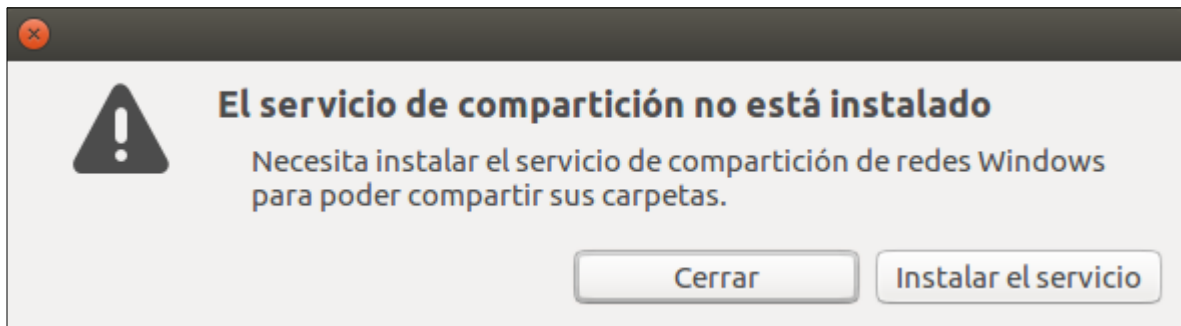 El servicio de compartición no está instalado
Necesita instalar el servicio de compartición de redes Windows
para poder compartir sus carpetas.
Cerrar
Instalar el servicio